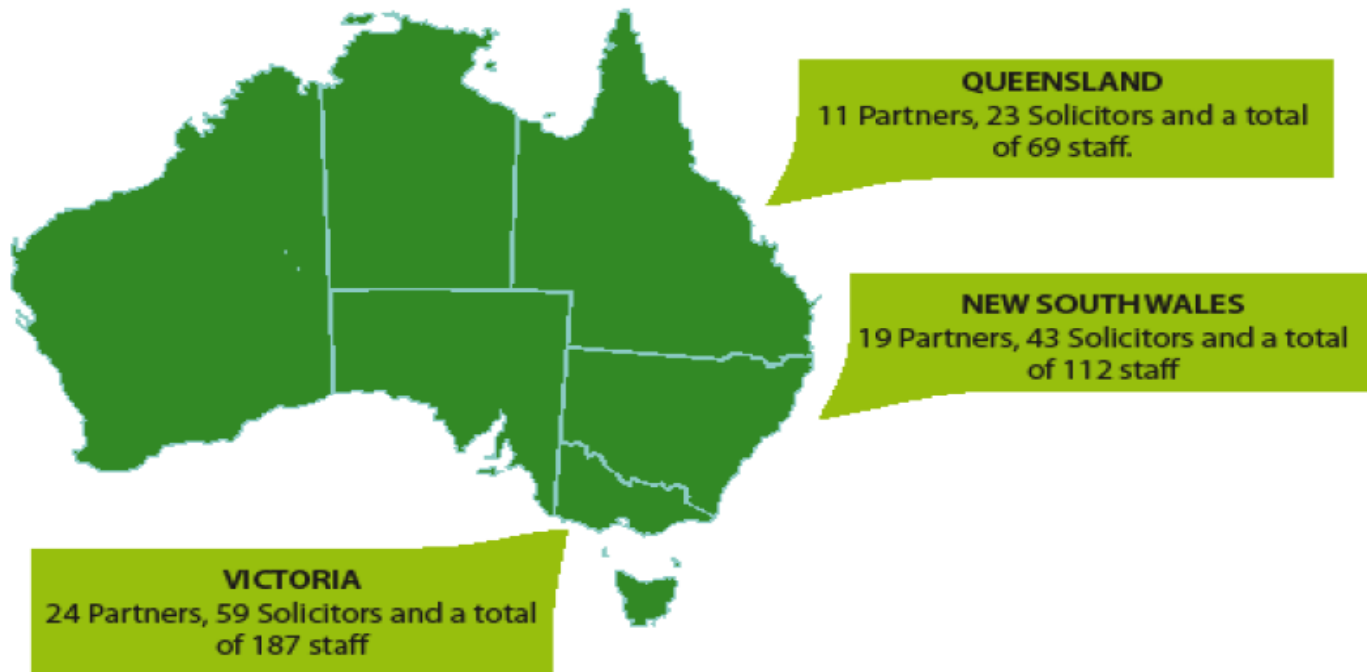 QUEENSLAND
11 Partners, 23 Solicitors and a total
of 69 staff.
NEW SOUTH WALES
19 Partners, 43 Solicitors and a total
of 112 staff
VICTORIA
24 Partners, 59 Solicitors and a total
of 187 staff